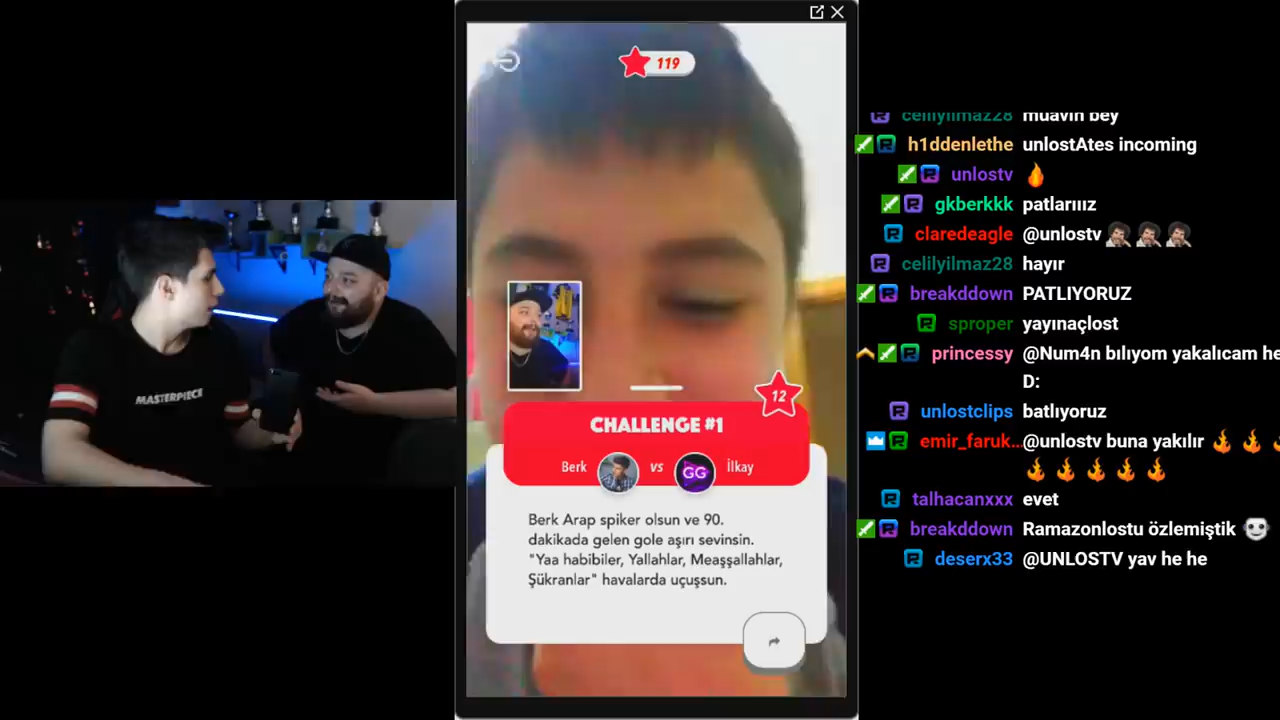 119
MASTERPIECE
12
CHALLENGE #1
Berk
GG
vs
İlkay
Berk Arap spiker olsun ve 90.
dakikada gelen gole aşırı sevinsin.
"Yaa habibiler, Yallahlar, Meaşşallahlar,
Şükranlar" havalarda uçuşsun.
celilyilmaz28 muavin bey
h1ddenlethe unlostAtes incoming
unlostv
gkberkkk patlarııız
claredeagle @unlostv
celilyilmaz28 hayır
breakddown PATLIYORUZ
sproper yayınaçlost
princessy @Num4n bılıyom yakalıcam he
D:
unlostclips batlıyoruz
emir_faruk... @unlostv buna yakılır
talhacanxxx evet
breakddown Ramazonlostu özlemiştik
deserx33 @UNLOSTV yav he he